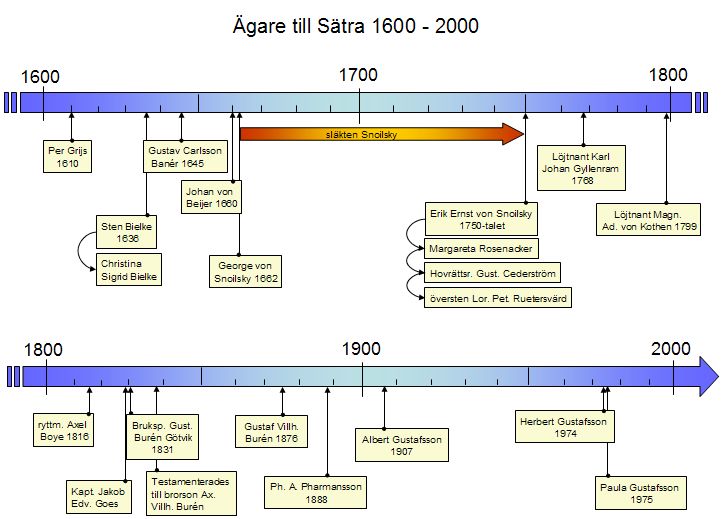 Ägare till Sätra 1600 - 2000
1600
1700
1800
släkten Snoilsky
Per Grijs
1610
Gustav Carlsson
Banér 1645
Löjtnant Karl
Johan Gyllenram
1768
Johan von
Beijer 1660
Sten Bielke
1636
Erik Ernst von Snoilsky
1750-talet
Löjtnant Magn.
Ad. von Kothen 1799
Christina
Sigrid Bielke
George von
Snoilsky 1662
Margareta Rosenacker
Hovrättsr. Gust. Cederström
översten Lor. Pet. Ruetersvärd
1800
1900
2000
ryttm. Axel
Boye 1816
Bruksp. Gust.
Burén Götvik
1831
Gustaf Villh.
Burén 1876
Albert Gustafsson
1907
Herbert Gustafsson
1974
Kapt. Jakob
Edv. Goes
Testamenterades
till brorson Ax.
Villh. Burén
Ph. A. Pharmansson
1888
Paula Gustafsson
1975